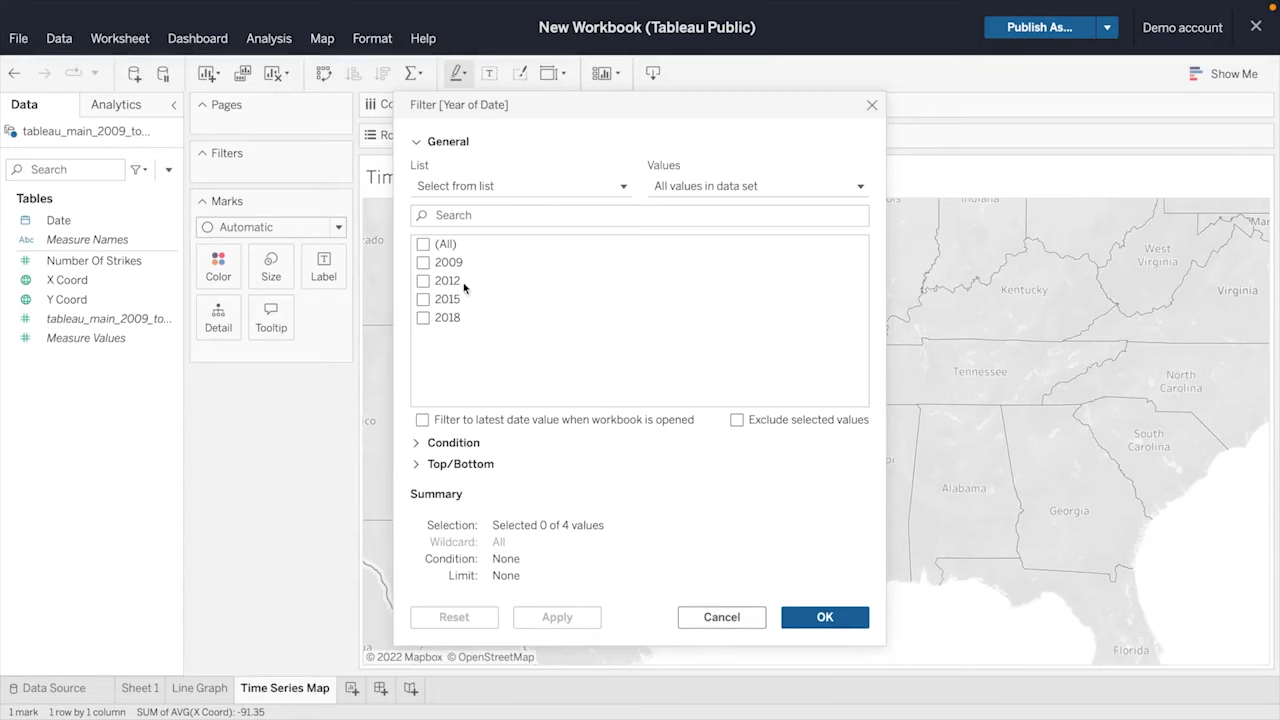 New Workbook (Tableau Public)
Publish As...
Demo account
File Data Worksheet Dashboard Analysis Map Format Help
Show Me
Data Analytics
tableau_main_2009_to...
Search
Tables
Date
Abc Measure Names
Number Of Strikes
X Coord
Y Coord
tableau_main_2009_to...
Measure Values
Pages
Filters
Marks
Automatic
Color Size Label
Detail Tooltip
Filter [Year of Date]
General
List Values
Select from list All values in data set
Search
(All)
2009
2012
2015
2018
Filter to latest date value when workbook is opened Exclude selected values
Condition
Top/Bottom
Summary
Selection: Selected 0 of 4 values
Wildcard: All
Condition: None
Limit: None
Reset Apply Cancel OK
Indiana
West
Virginia
Kentucky
Virginia
Tennessee
North
Carolina
South
Carolina
Alabama
Georgia
Florida
© 2022 Mapbox © OpenStreetMap
Data Source Sheet 1 Line Graph Time Series Map
1 mark 1 row by 1 column SUM of AVG(X Coord): -91.35